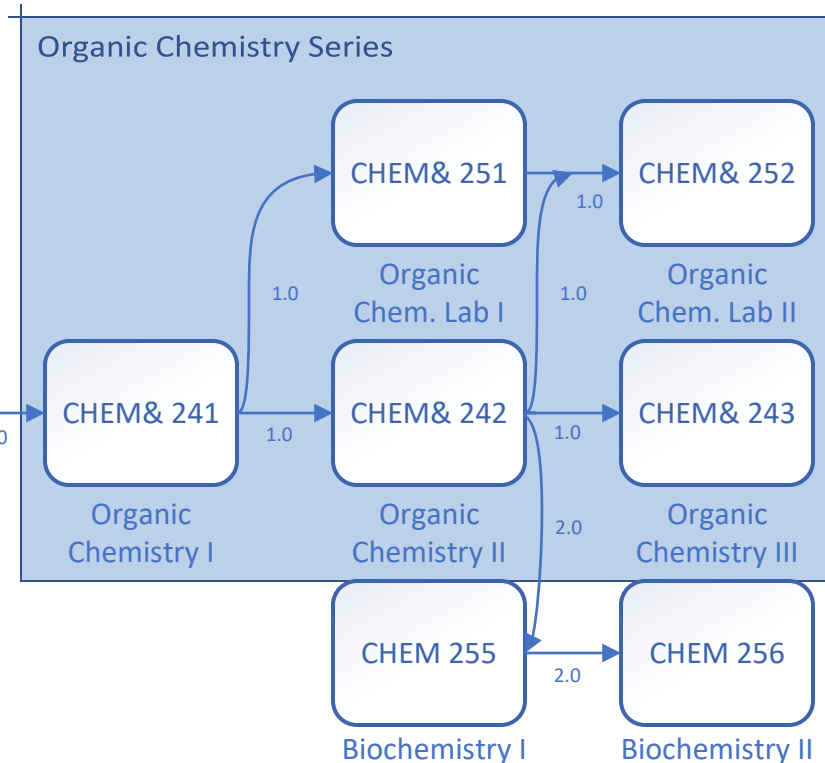 Organic Chemistry Series
CHEM& 251
CHEM& 252
1.0
Organic
Chem. Lab I
Organic
Chem. Lab II
1.0
1.0
CHEM& 241
CHEM& 242
CHEM& 243
1.0
1.0
Organic
Chemistry I
Organic
Chemistry II
Organic
Chemistry III
2.0
CHEM 255
CHEM 256
2.0
Biochemistry I
Biochemistry II